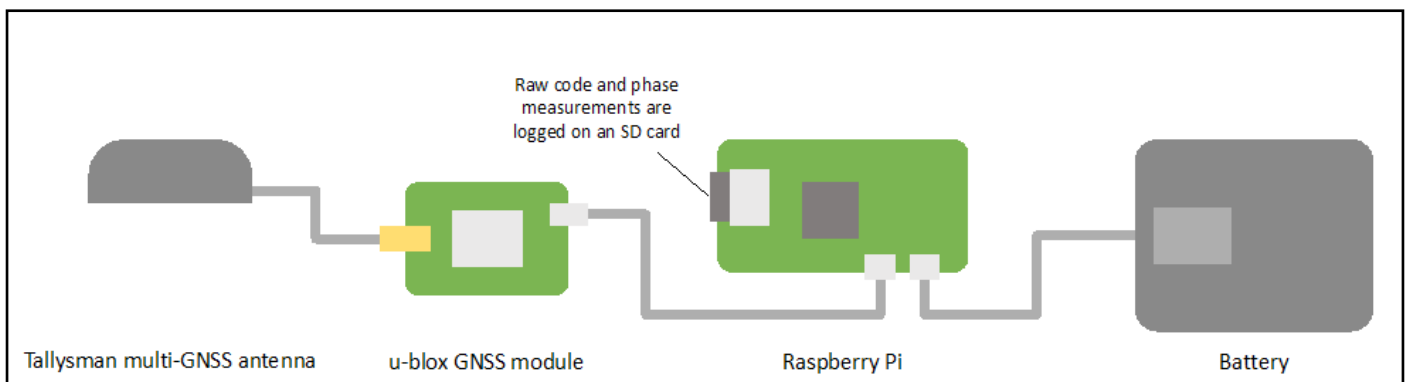 Raw code and phase
measurements are
logged on an SD card
Tallysman multi-GNSS antenna
u-blox GNSS module
Raspberry Pi
Battery